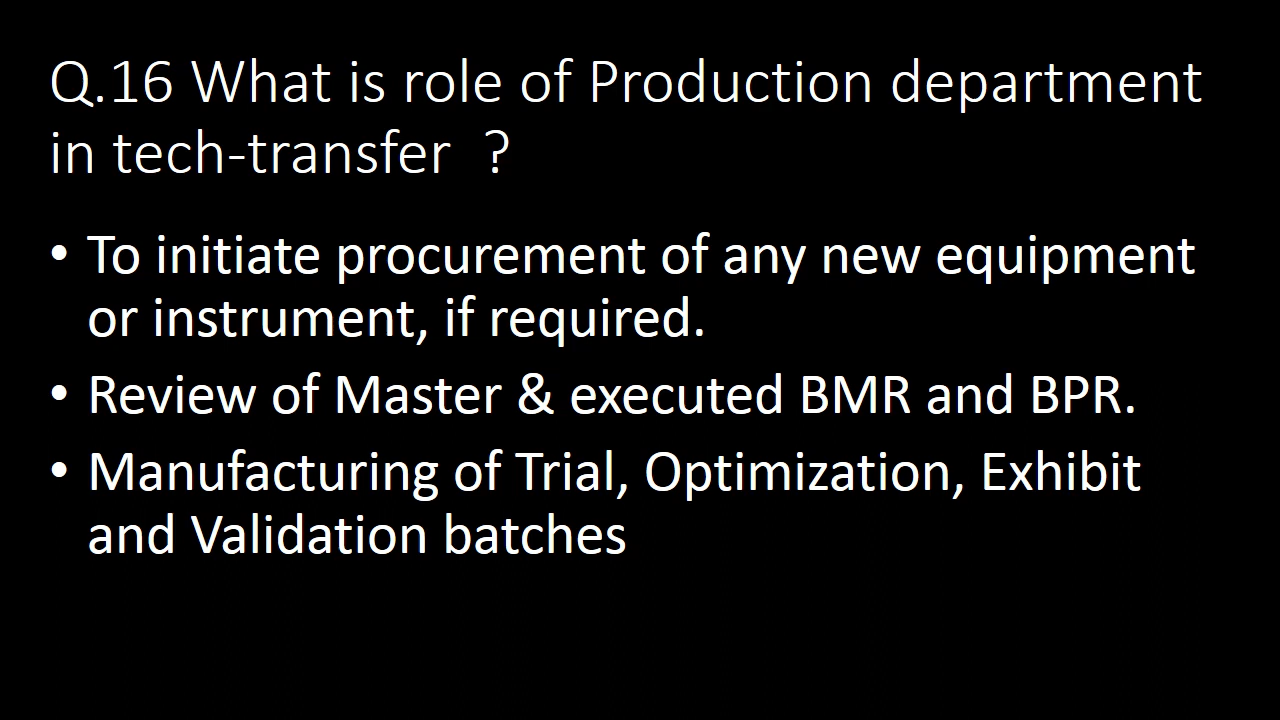 Q.16 What is role of Production department
in tech-transfer  ?
• To initiate procurement of any new equipment
or instrument, if required.
• Review of Master & executed BMR and BPR.
• Manufacturing of Trial, Optimization, Exhibit
and Validation batches